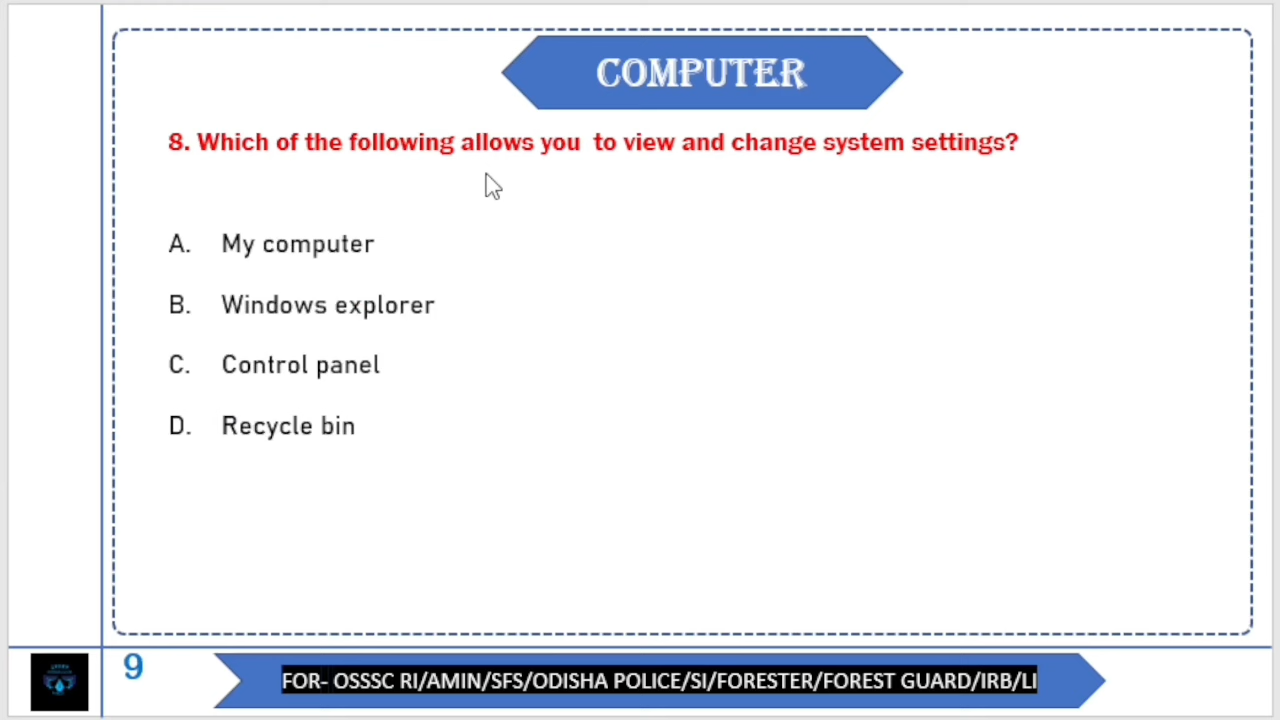 COMPUTER
8. Which of the following allows you to view and change system settings?
A. My computer
B. Windows explorer
C. Control panel
D. Recycle bin
9
FOR- OSSSC RI/AMIN/SFS/ODISHA POLICE/SI/FORESTER/FOREST GUARD/IRB/LI